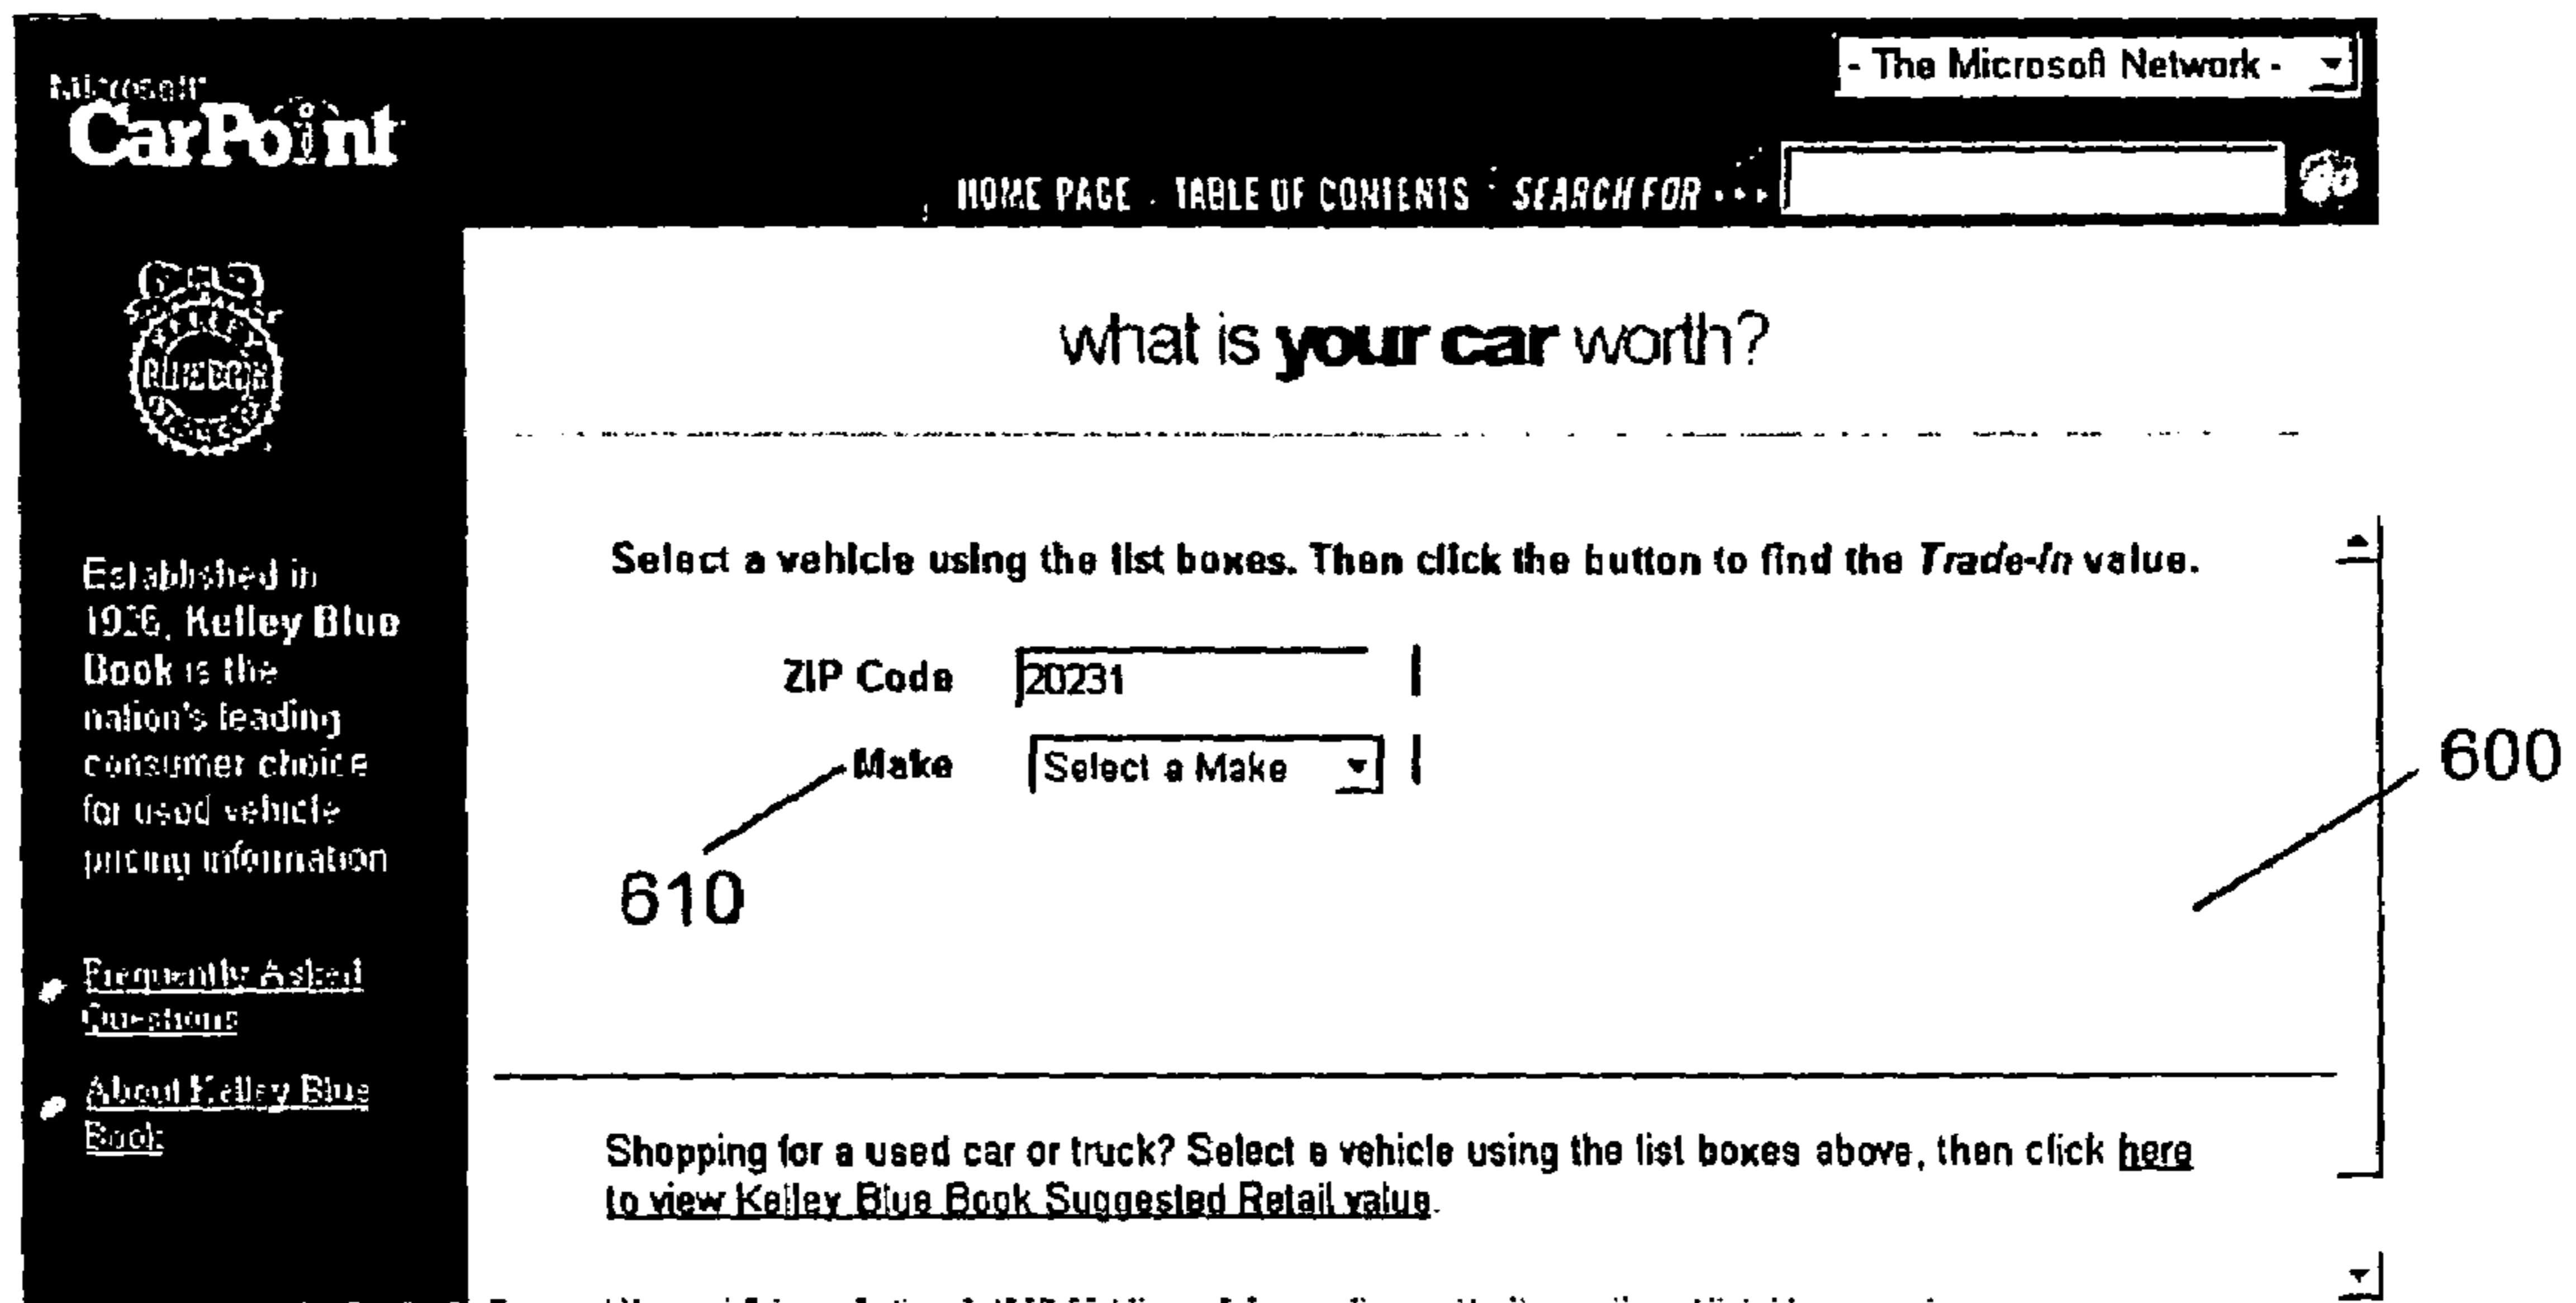 - The Microsoft Network -
Microsoft
CarPoint
HOME PAGE TABLE OF CONTENTS SEARCH FOR
what is your car worth?
Established in
Kelley Blue
Book is the
nation's leading
consumer choice
for used vehicle
pricing information
Frequently Asked
Questions
About Kelley Blue
Book
Select a vehicle using the list boxes. Then click the button to find the Trade-In value.
ZIP Code 20231
Make Select a Make
600
610
Shopping for a used car or truck? Select a vehicle using the list boxes above, then click here
to view Kelley Blue Book Suggested Retail value.